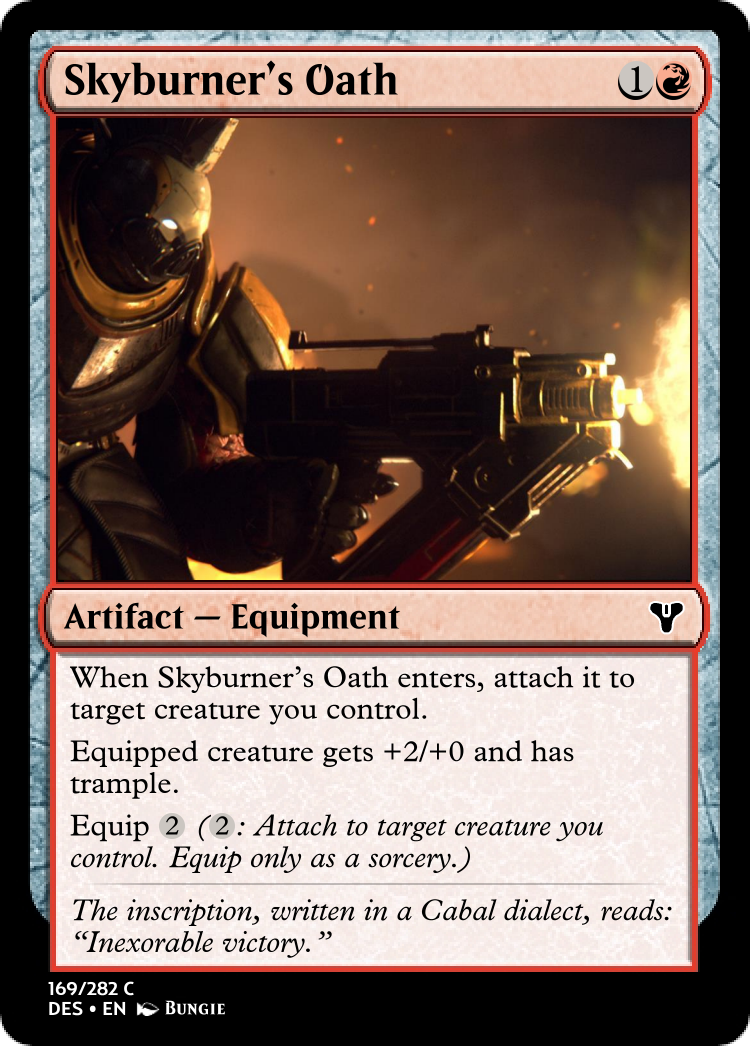 Skyburner's Oath 1
Artifact — Equipment
When Skyburner's Oath enters, attach it to
target creature you control.
Equipped creature gets +2/+0 and has
trample.
Equip 2 (2: Attach to target creature you
control. Equip only as a sorcery.)
The inscription, written in a Cabal dialect, reads:
“Inexorable victory.”
169/282 C
DES • EN Bungie